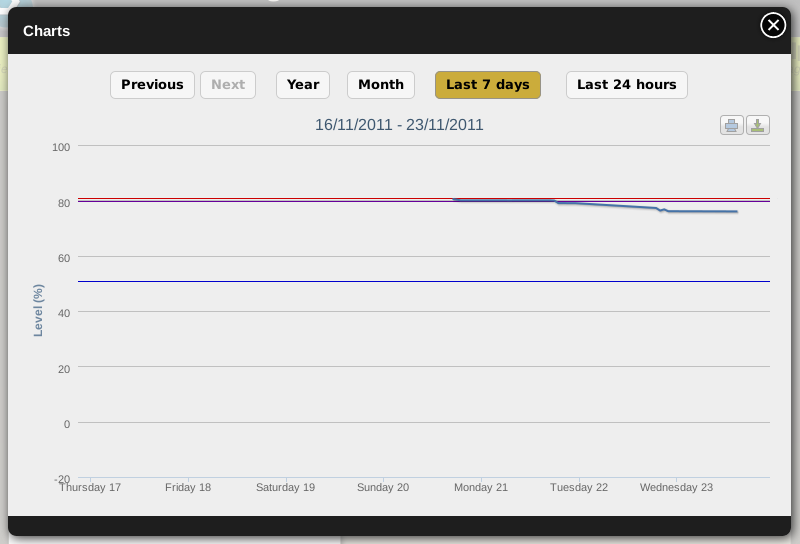 Charts
Previous Next Year Month Last 7 days Last 24 hours
16/11/2011 - 23/11/2011
100
80
60
40
20
0
-20
Level (%)
Thursday 17 Friday 18 Saturday 19 Sunday 20 Monday 21 Tuesday 22 Wednesday 23